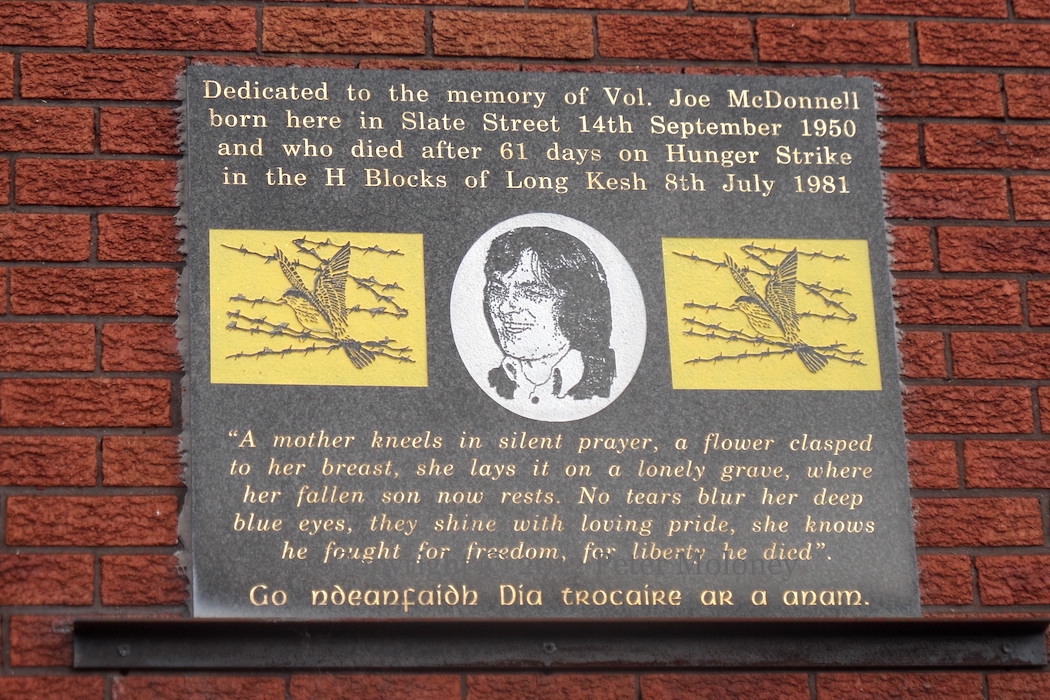 Dedicated to the memory of Vol. Joe McDonnell
born here in Slate Street 14th September 1950
and who died after 61 days on Hunger Strike
in the H Blocks of Long Kesh 8th July 1981
“A mother kneels in silent prayer, a flower clasped
to her breast, she lays it on a lonely grave, where
her fallen son now rests. No tears blur her deep
blue eyes, they shine with loving pride, she knows
he fought for freedom, for liberty he died”.
Peter Moloney
Go ndeanfaidh Dia trocaire ar a anam.